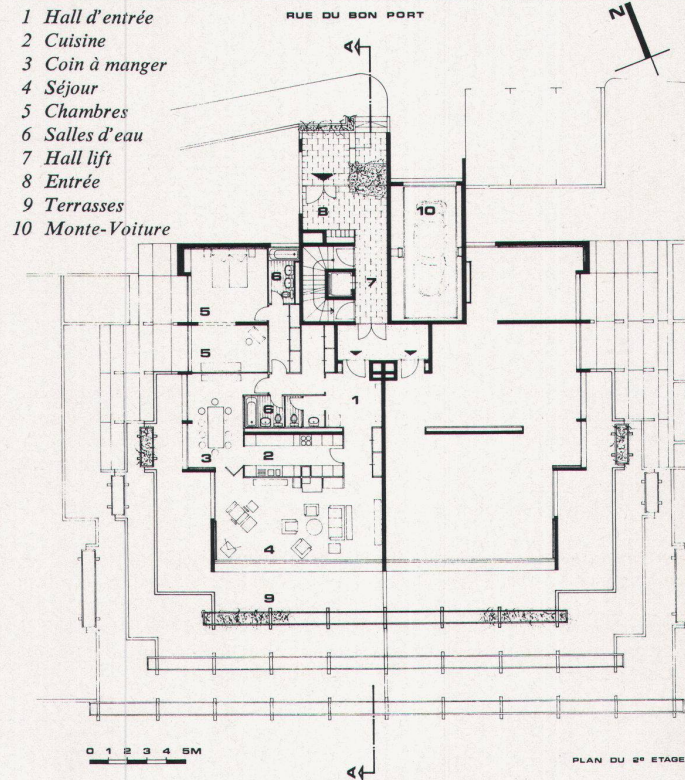 1 Hall d'entrée
2 Cuisine
3 Coin à manger
4 Séjour
5 Chambres
6 Salles d'eau
7 Hall lift
8 Entrée
9 Terrasses
10 Monte-Voiture
RUE DU BON PORT
N
A
8
10
6
7
5
5
1
6
3
2
4
9
0 1 2 3 4 5M
A
PLAN DU 2e ETAGE